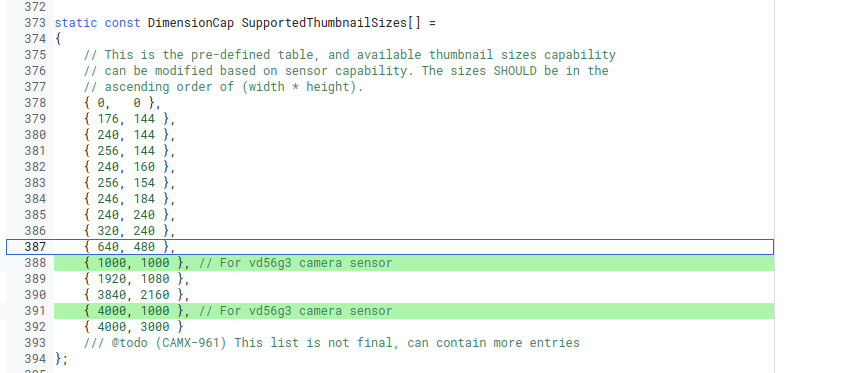 372
373 static const DimensionCap SupportedThumbnailSizes[] =
374 {
375     // This is the pre-defined table, and available thumbnail sizes capability
376     // can be modified based on sensor capability. The sizes SHOULD be in the
377     // ascending order of (width * height).
378     { 0,   0 },
379     { 176, 144 },
380     { 240, 144 },
381     { 256, 144 },
382     { 240, 160 },
383     { 256, 154 },
384     { 246, 184 },
385     { 240, 240 },
386     { 320, 240 },
387     { 640, 480 },
388     { 1000, 1000 }, // For vd56g3 camera sensor
389     { 1920, 1080 },
390     { 3840, 2160 },
391     { 4000, 1000 }, // For vd56g3 camera sensor
392     { 4000, 3000 }
393     /// @todo (CAMX-961) This list is not final, can contain more entries
394 };